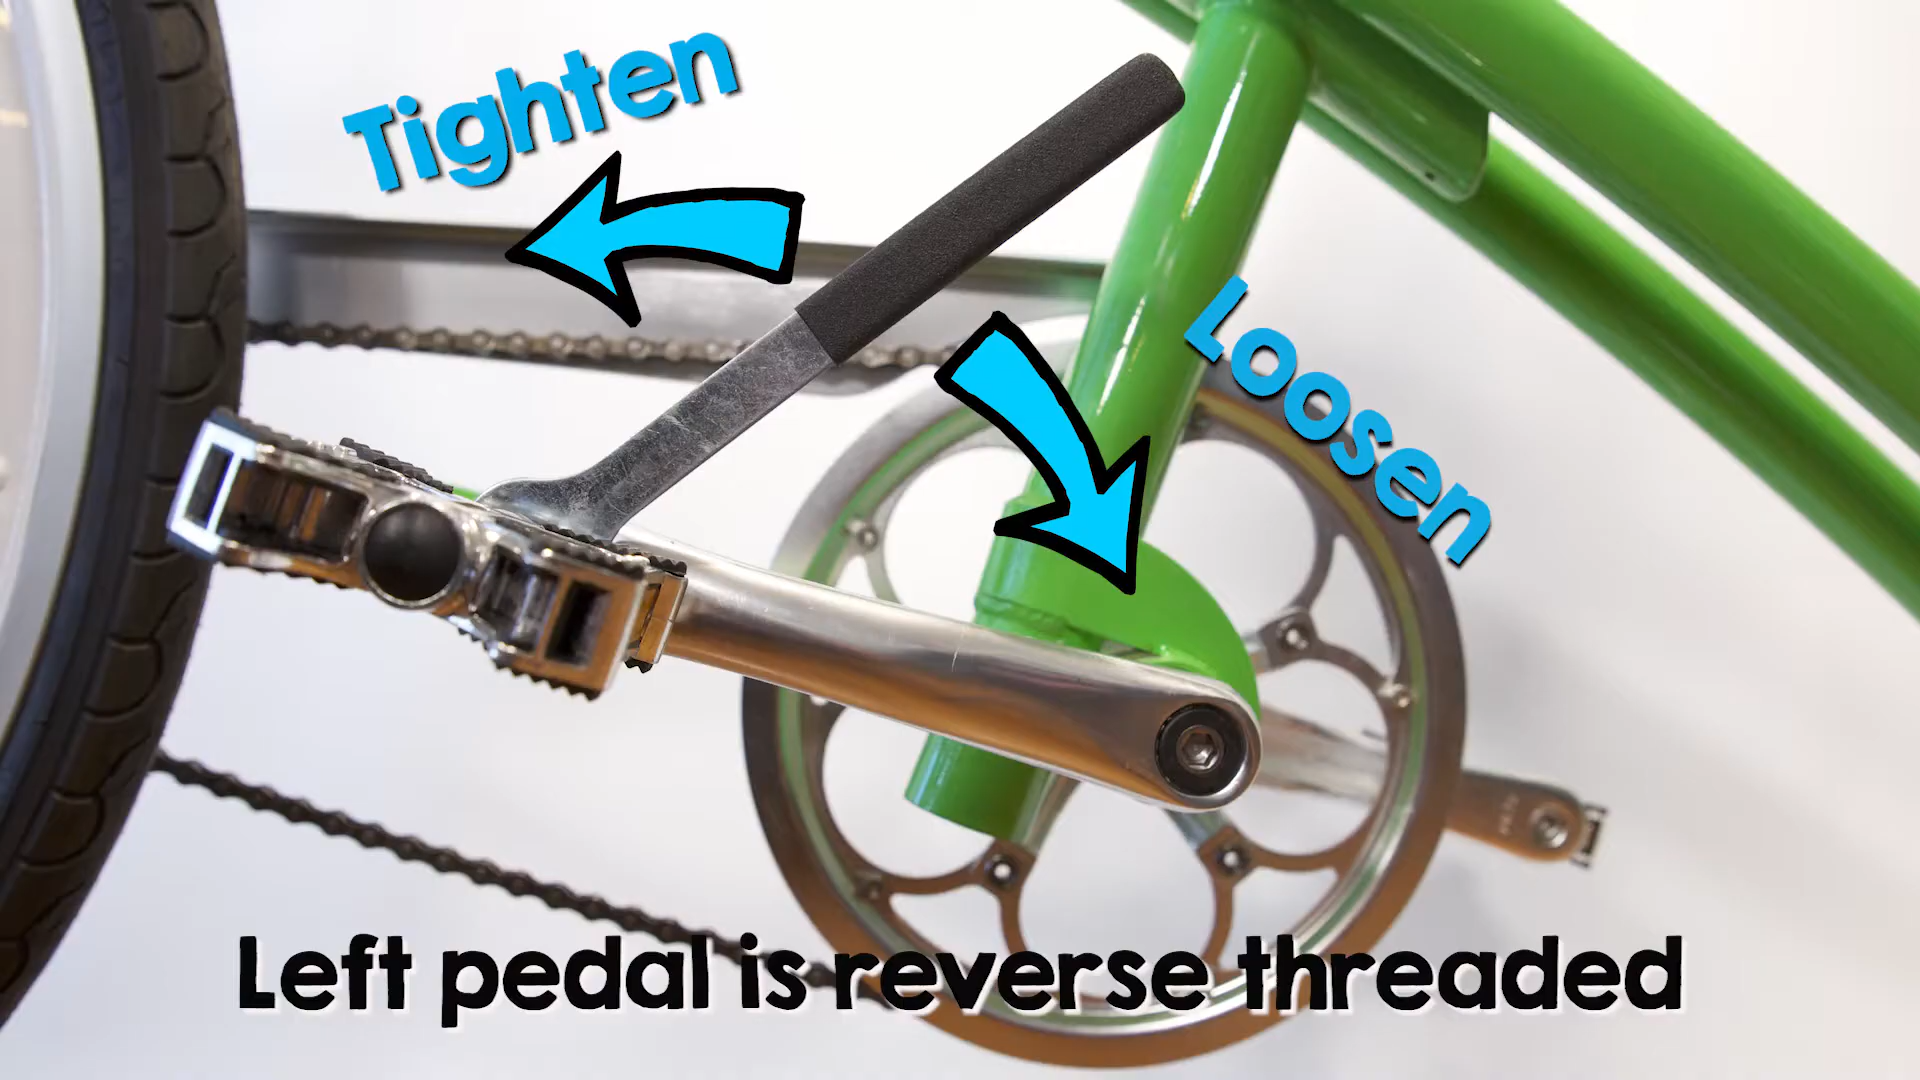 Tighten
Loosen
Left pedal is reverse threaded